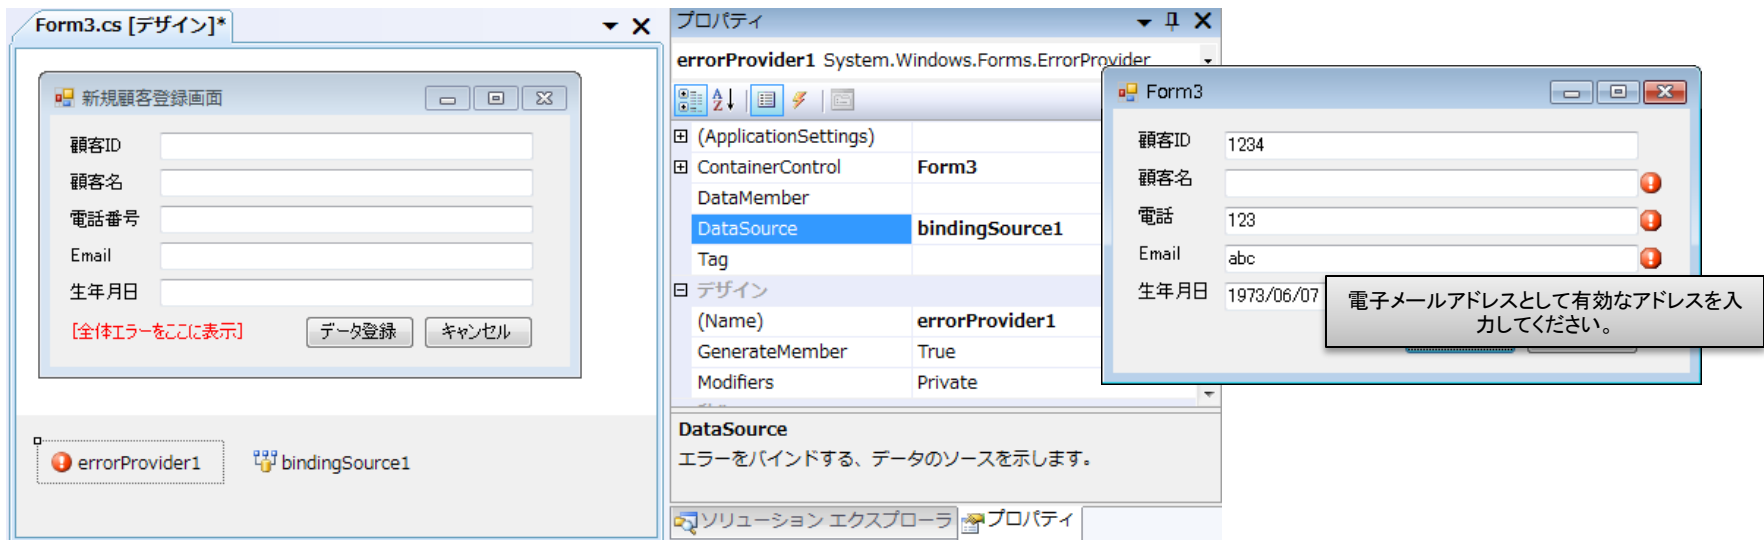 Form3.cs [デザイン]*
新規顧客登録画面
顧客ID
顧客名
電話番号
Email
生年月日
[全体エラーをここに表示]
データ登録
キャンセル
errorProvider1
bindingSource1
プロパティ
errorProvider1 System.Windows.Forms.ErrorProvider
(ApplicationSettings)
ContainerControl Form3
DataMember
DataSource bindingSource1
Tag
デザイン
(Name) errorProvider1
GenerateMember True
Modifiers Private
DataSource
エラーをバインドする、データのソースを示します。
ソリューション エクスプローラ
プロパティ
Form3
顧客ID 1234
顧客名
電話 123
Email abc
生年月日 1973/06/07
電子メールアドレスとして有効なアドレスを入
力してください。